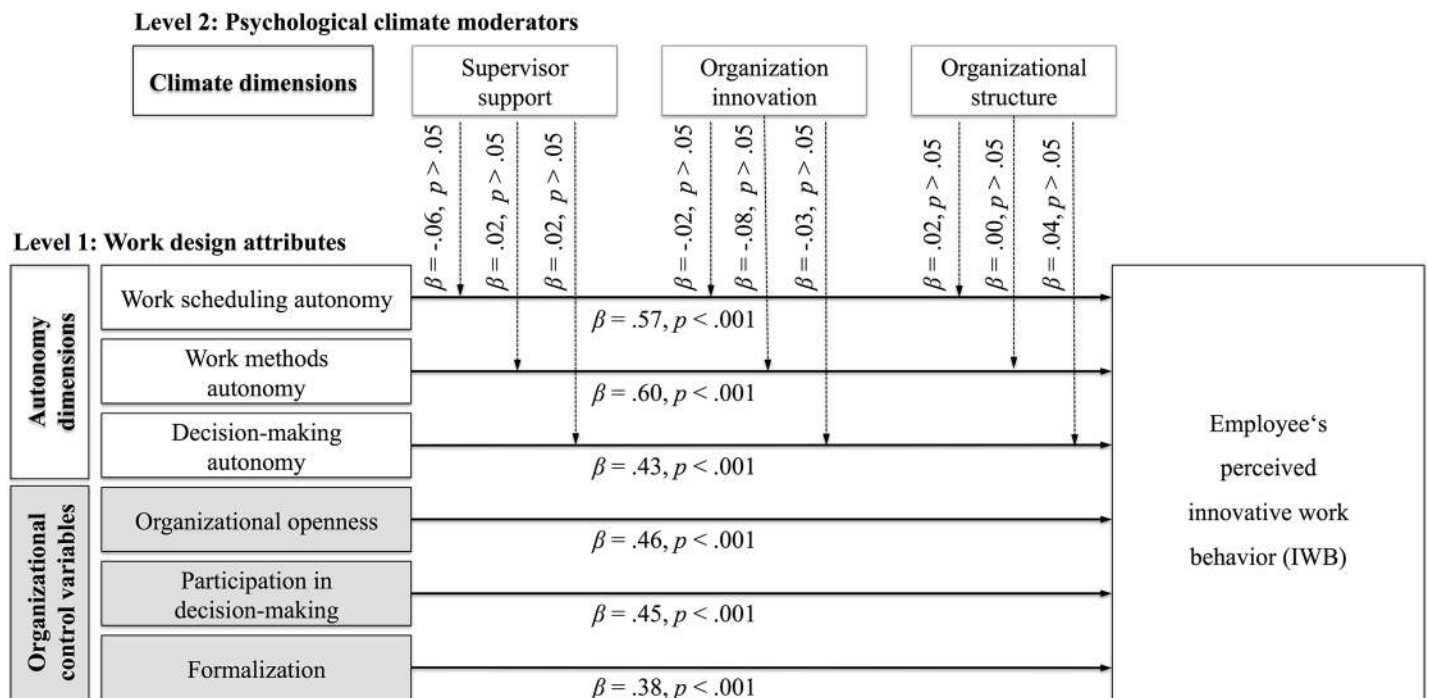 Level 2: Psychological climate moderators
Climate dimensions
Supervisor
support
Organization
innovation
Organizational
structure
β = -.06, p > .05
β = .02, p > .05
β = .02, p > .05
β = -.02, p > .05
β = -.08, p > .05
β = -.03, p > .05
β = .02, p > .05
β = .00, p > .05
β = .04, p > .05
Level 1: Work design attributes
Autonomy
dimensions
Work scheduling autonomy
β = .57, p < .001
Work methods
autonomy
β = .60, p < .001
Decision-making
autonomy
β = .43, p < .001
Organizational
control variables
Organizational openness
β = .46, p < .001
Participation in
decision-making
β = .45, p < .001
Formalization
β = .38, p < .001
Employee‘s
perceived
innovative work
behavior (IWB)